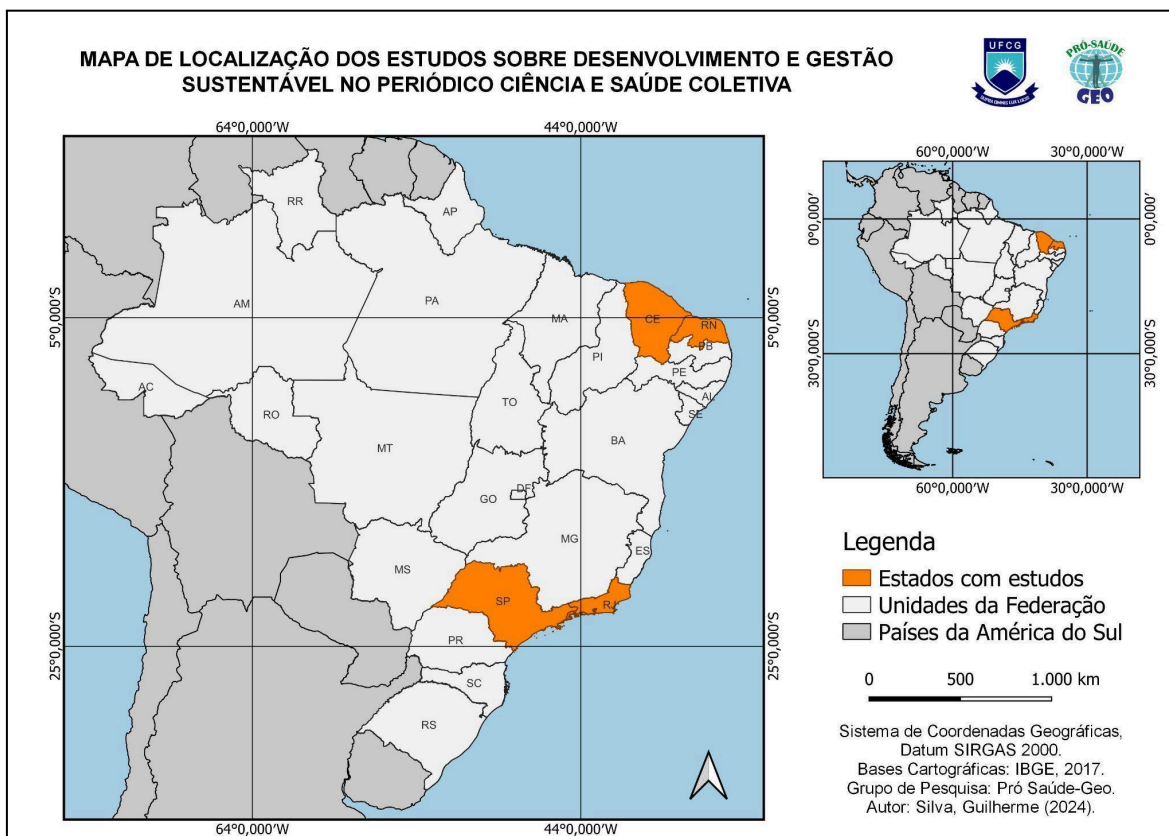 MAPA DE LOCALIZAÇÃO DOS ESTUDOS SOBRE DESENVOLVIMENTO E GESTÃO
SUSTENTÁVEL NO PERIÓDICO CIÊNCIA E SAÚDE COLETIVA
UFCG
PRÓ-SAÚDE
GEO
64°0,000'W
44°0,000'W
5°0,000'S
25°0,000'S
5°0,000'S
25°0,000'S
64°0,000'W
44°0,000'W
RR
AP
AM
PA
MA
CE
RN
PB
PI
PE
AC
AL
TO
SE
RO
BA
MT
DF
GO
MG
ES
MS
SP
RJ
PR
SC
RS
60°0,000'W
30°0,000'W
0°0,000'
30°0,000'S
0°0,000'
30°0,000'S
60°0,000'W
30°0,000'W
Legenda
Estados com estudos
Unidades da Federação
Países da América do Sul
0 500 1.000 km
Sistema de Coordenadas Geográficas,
Datum SIRGAS 2000.
Bases Cartográficas: IBGE, 2017.
Grupo de Pesquisa: Pró Saúde-Geo.
Autor: Silva, Guilherme (2024).